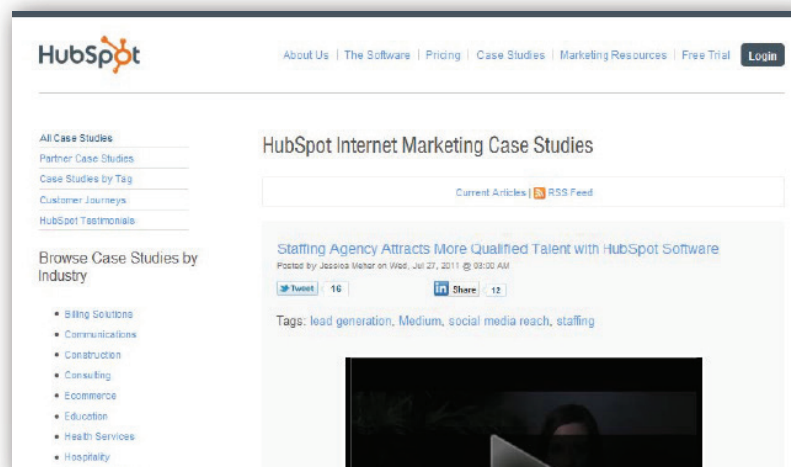 HubSpot
About Us | The Software | Pricing | Case Studies | Marketing Resources | Free Trial Login
All Case Studies
Partner Case Studies
Case Studies by Tag
Customer Journeys
HubSpot Testimonials
Browse Case Studies by
Industry
• Billing Solutions
• Communications
• Construction
• Consulting
• Ecommerce
• Education
• Health Services
• Hospitality
HubSpot Internet Marketing Case Studies
Current Articles | RSS Feed
Staffing Agency Attracts More Qualified Talent with HubSpot Software
Posted by Jessica Meher on Wed, Jul 27, 2011 @ 03:00 AM
Tweet 16 in Share 12
Tags: lead generation, Medium, social media reach, staffing